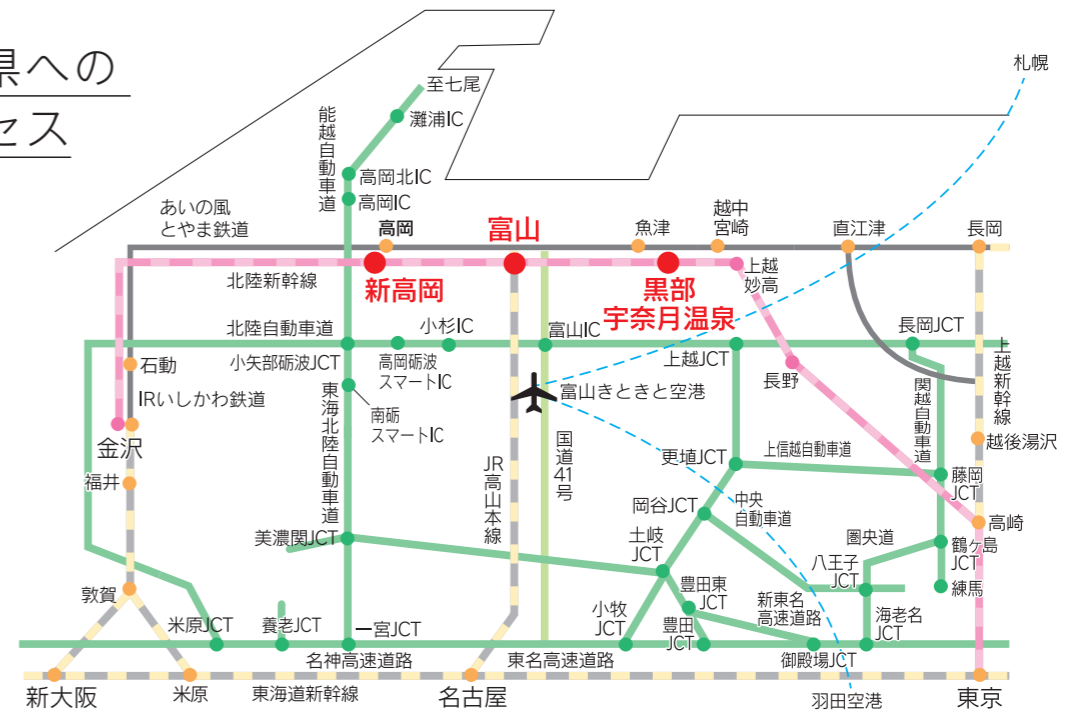 県への
セス
札幌
至七尾
灘浦IC
能越自動車道
高岡北IC
高岡IC
あいの風
とやま鉄道
高岡
富山
魚津
越中
宮崎
直江津
長岡
北陸新幹線
新高岡
黒部
宇奈月温泉
上越
妙高
北陸自動車道
小杉IC
富山IC
長岡JCT
小矢部砺波JCT
高岡砺波
スマートIC
上越JCT
上越新幹線
石動
長野
IRいしかわ鉄道
南砺
スマートIC
東海北陸自動車道
富山きときと空港
関越自動車道
金沢
国道41号
越後湯沢
福井
JR高山本線
更埴JCT
上信越自動車道
藤岡
JCT
岡谷JCT
中央
自動車道
高崎
美濃関JCT
土岐
JCT
圏央道
鶴ヶ島
JCT
八王子
JCT
敦賀
豊田東
JCT
練馬
新東名
高速道路
米原JCT
養老JCT
一宮JCT
小牧
JCT
豊田
JCT
海老名
JCT
名神高速道路
東名高速道路
御殿場JCT
新大阪
米原
東海道新幹線
名古屋
羽田空港
東京